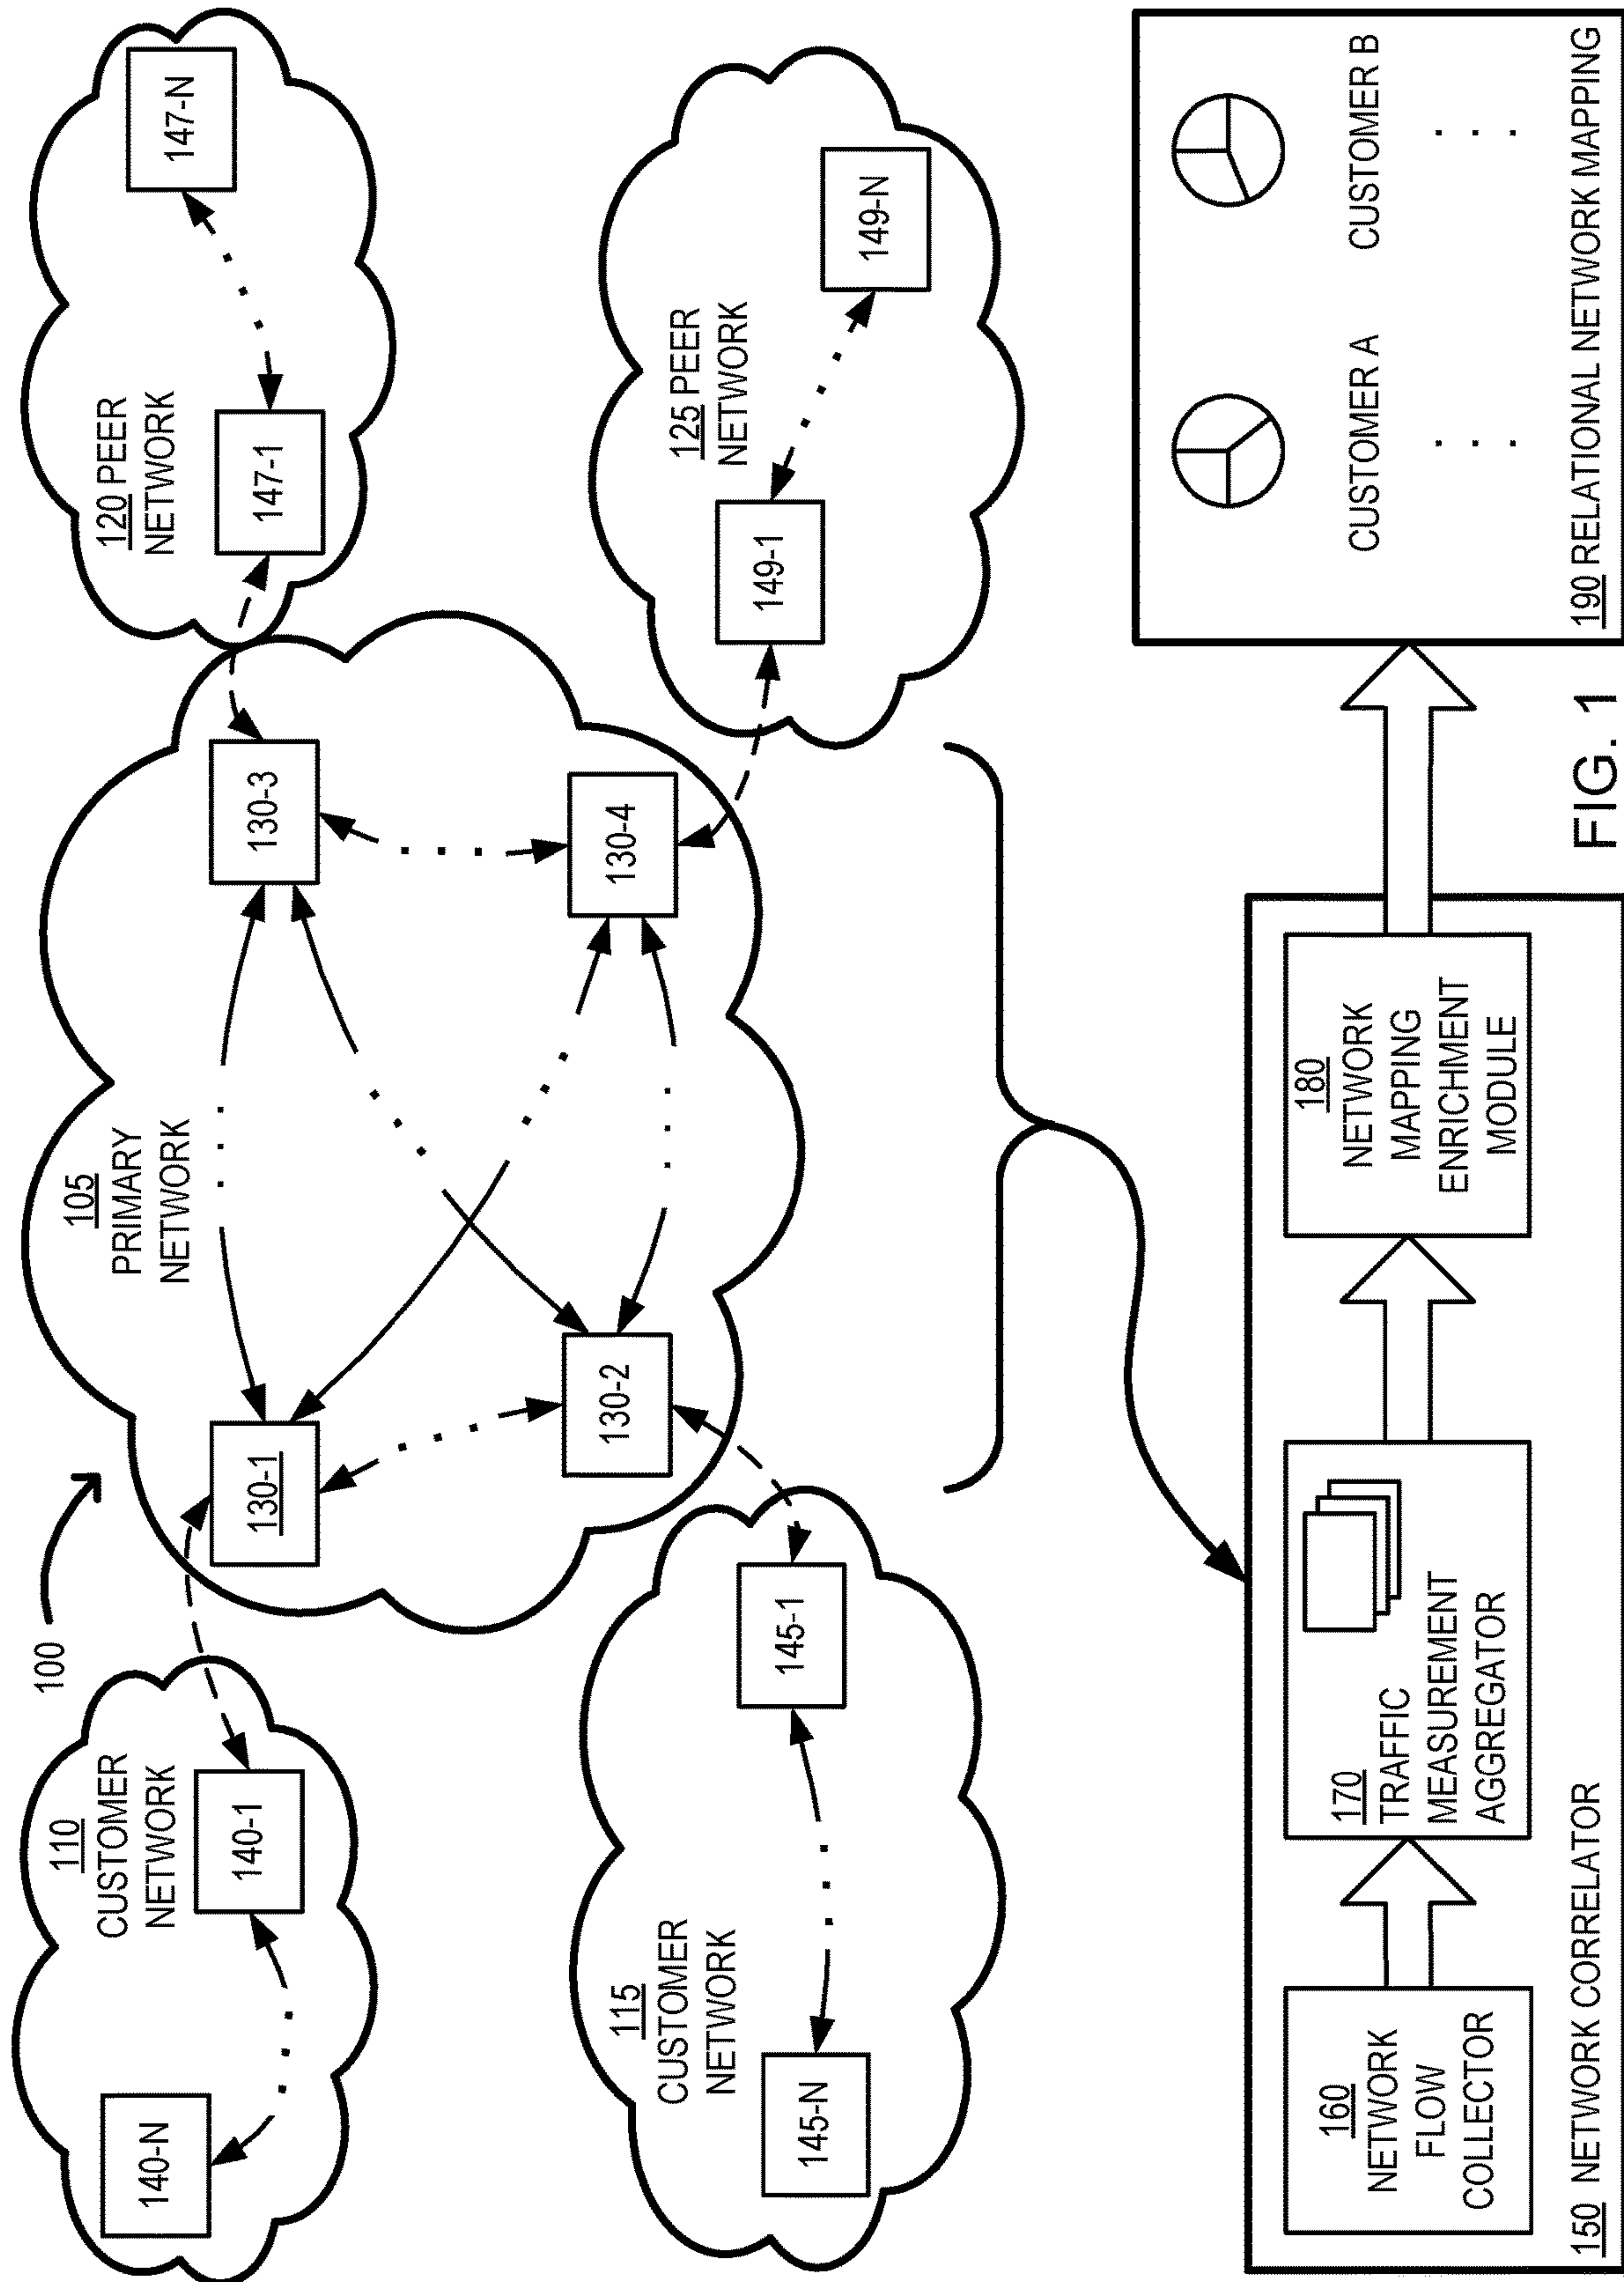 100
110
CUSTOMER
NETWORK
140-N
140-1
105
PRIMARY
NETWORK
130-1
130-3
130-2
130-4
120 PEER
NETWORK
147-1
147-N
115
CUSTOMER
NETWORK
145-N
145-1
125 PEER
NETWORK
149-1
149-N
160
NETWORK
FLOW
COLLECTOR
170
TRAFFIC
MEASUREMENT
AGGREGATOR
180
NETWORK
MAPPING
ENRICHMENT
MODULE
150 NETWORK CORRELATOR
CUSTOMER A
CUSTOMER B
. . .
. . .
190 RELATIONAL NETWORK MAPPING
FIG. 1